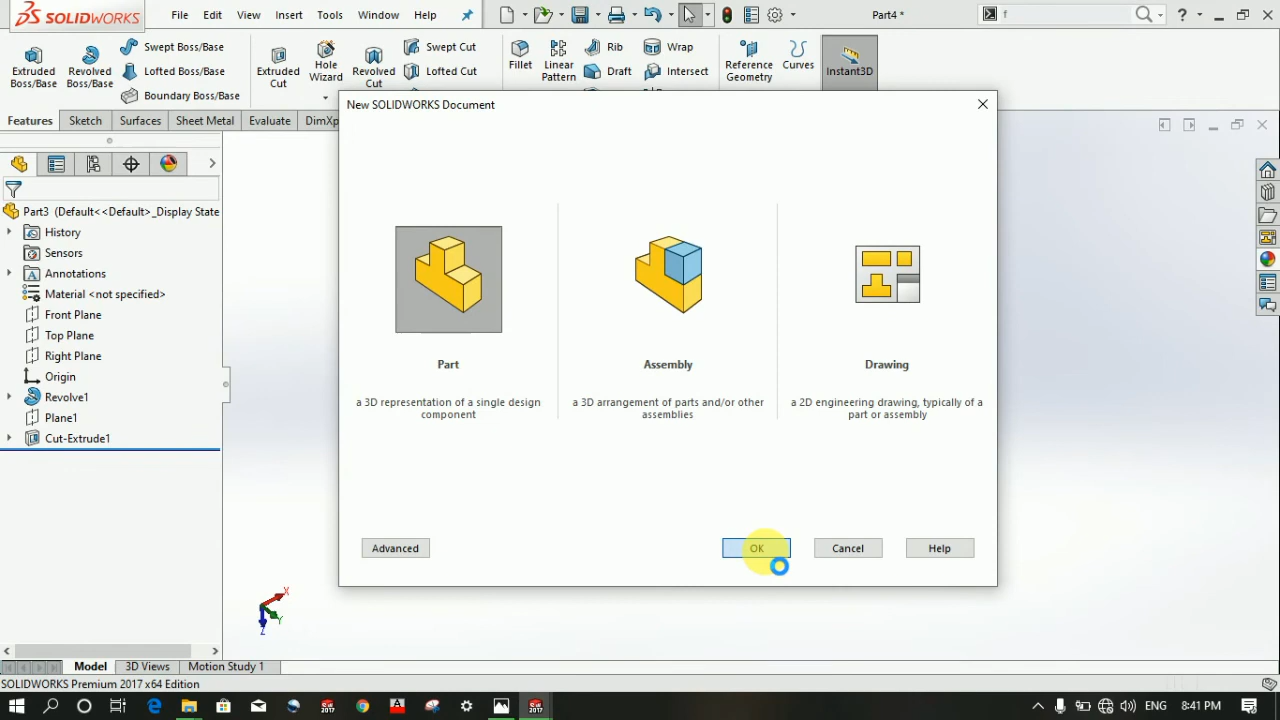 SOLIDWORKS
File Edit View Insert Tools Window Help
Part4 *
f
Extruded Boss/Base
Revolved Boss/Base
Swept Boss/Base
Lofted Boss/Base
Boundary Boss/Base
Extruded Cut
Hole Wizard
Revolved Cut
Swept Cut
Lofted Cut
Fillet
Linear Pattern
Rib
Draft
Wrap
Intersect
Reference Geometry
Curves
Instant3D
Features Sketch Surfaces Sheet Metal Evaluate DimXp
New SOLIDWORKS Document
Part3 (Default<<Default>_Display State
History
Sensors
Annotations
Material <not specified>
Front Plane
Top Plane
Right Plane
Origin
Revolve1
Plane1
Cut-Extrude1
Part
a 3D representation of a single design
component
Assembly
a 3D arrangement of parts and/or other
assemblies
Drawing
a 2D engineering drawing, typically of a
part or assembly
Advanced OK Cancel Help
X
Y
Z
Model 3D Views Motion Study 1
SOLIDWORKS Premium 2017 x64 Edition
ENG 8:41 PM